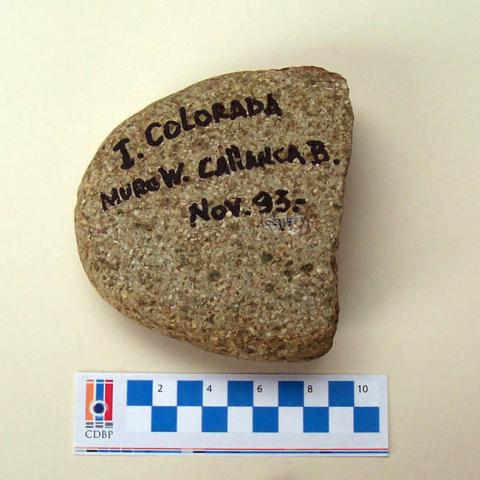 I. COLORADA
MURO W. CALLANCA B.
NOV. 93.-
2 4 6 8 10
CDBP